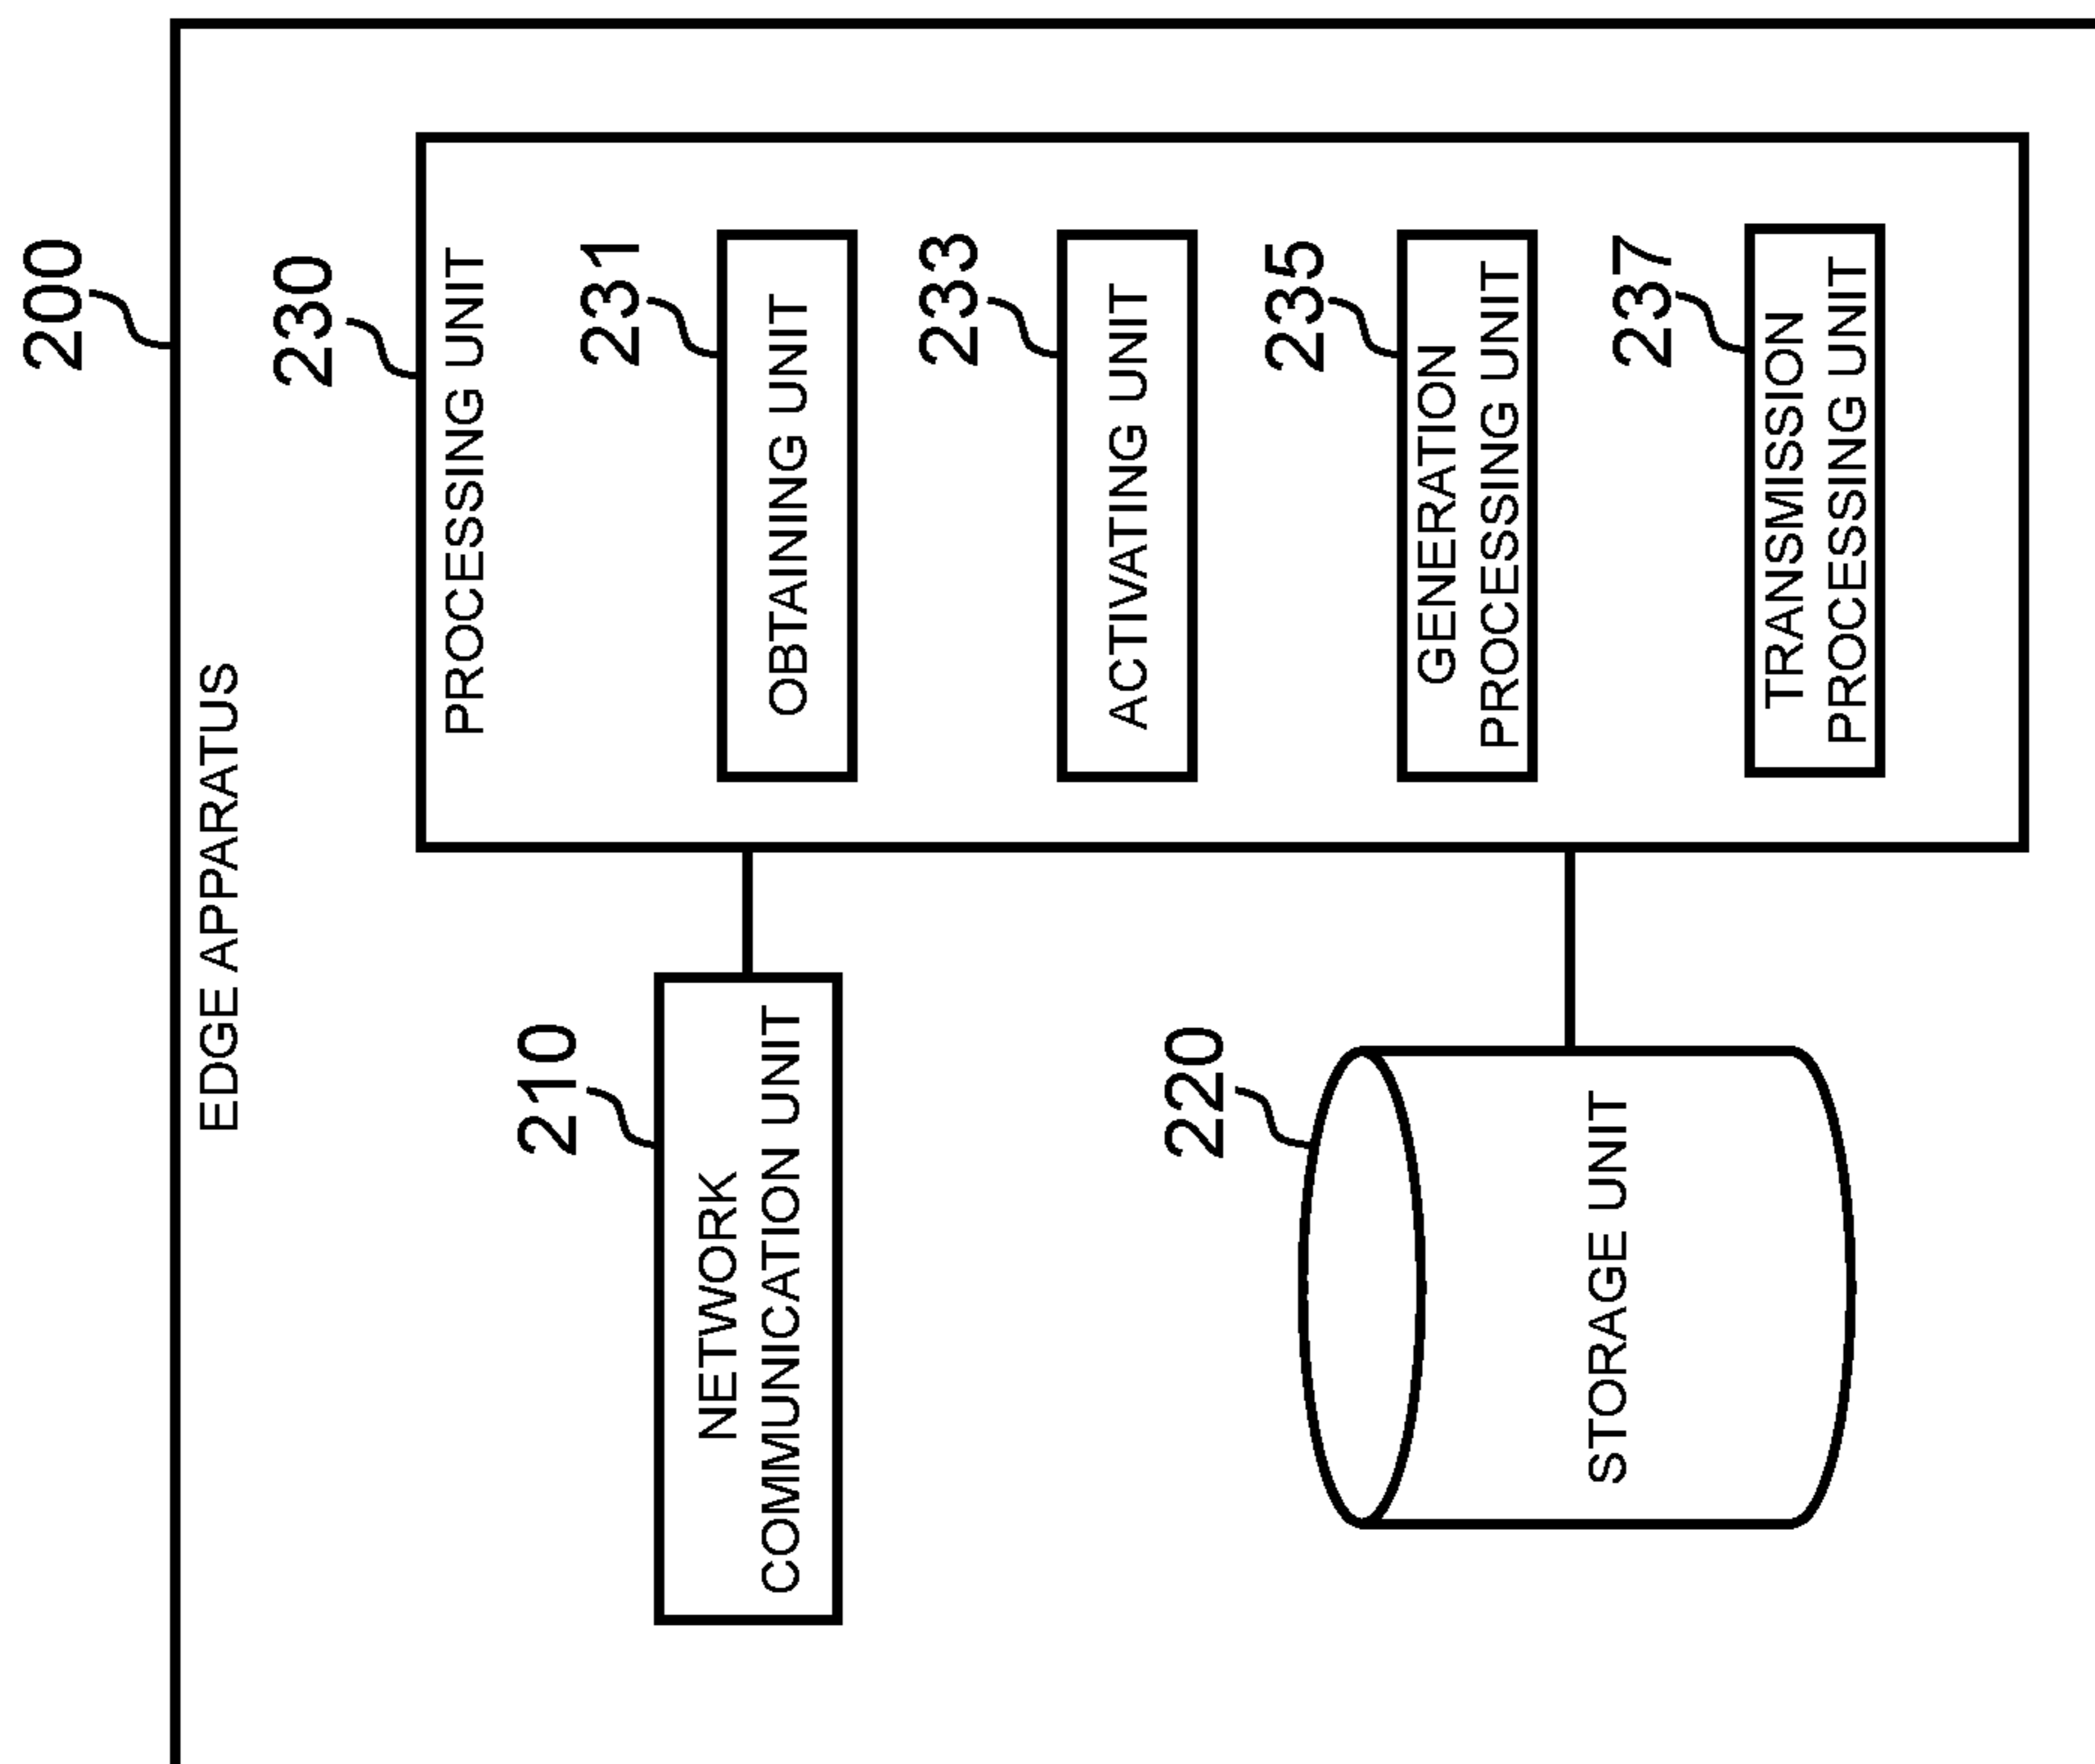 200
EDGE APPARATUS
230
PROCESSING UNIT
210
NETWORK
COMMUNICATION UNIT
231
OBTAINING UNIT
233
ACTIVATING UNIT
220
STORAGE UNIT
235
GENERATION
PROCESSING UNIT
237
TRANSMISSION
PROCESSING UNIT